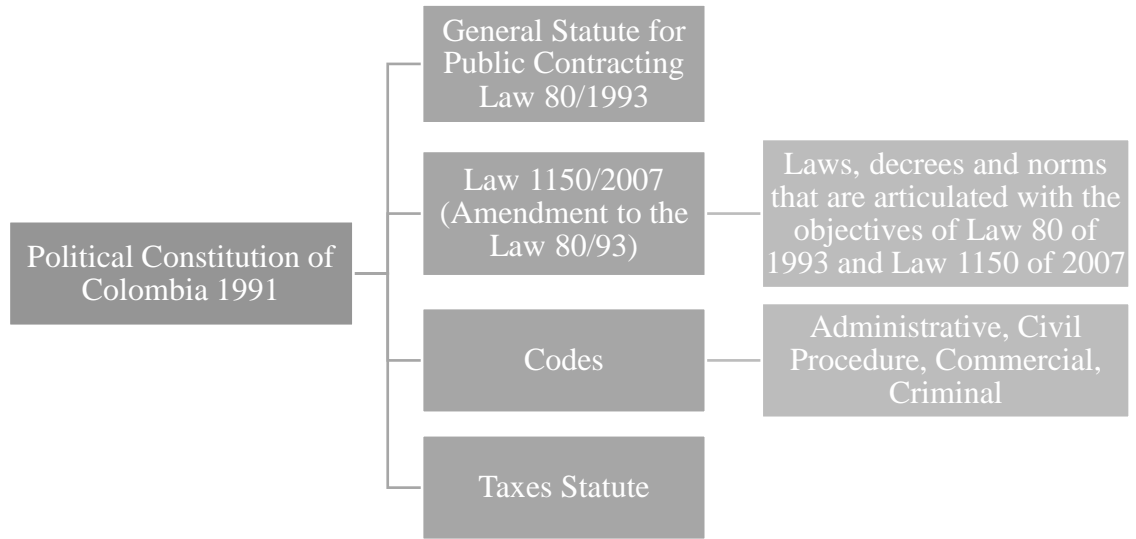 General Statute for
Public Contracting
Law 80/1993
Law 1150/2007
(Amendment to the
Law 80/93)
Laws, decrees and norms
that are articulated with the
objectives of Law 80 of
1993 and Law 1150 of 2007
Political Constitution of
Colombia 1991
Codes
Administrative, Civil
Procedure, Commercial,
Criminal
Taxes Statute